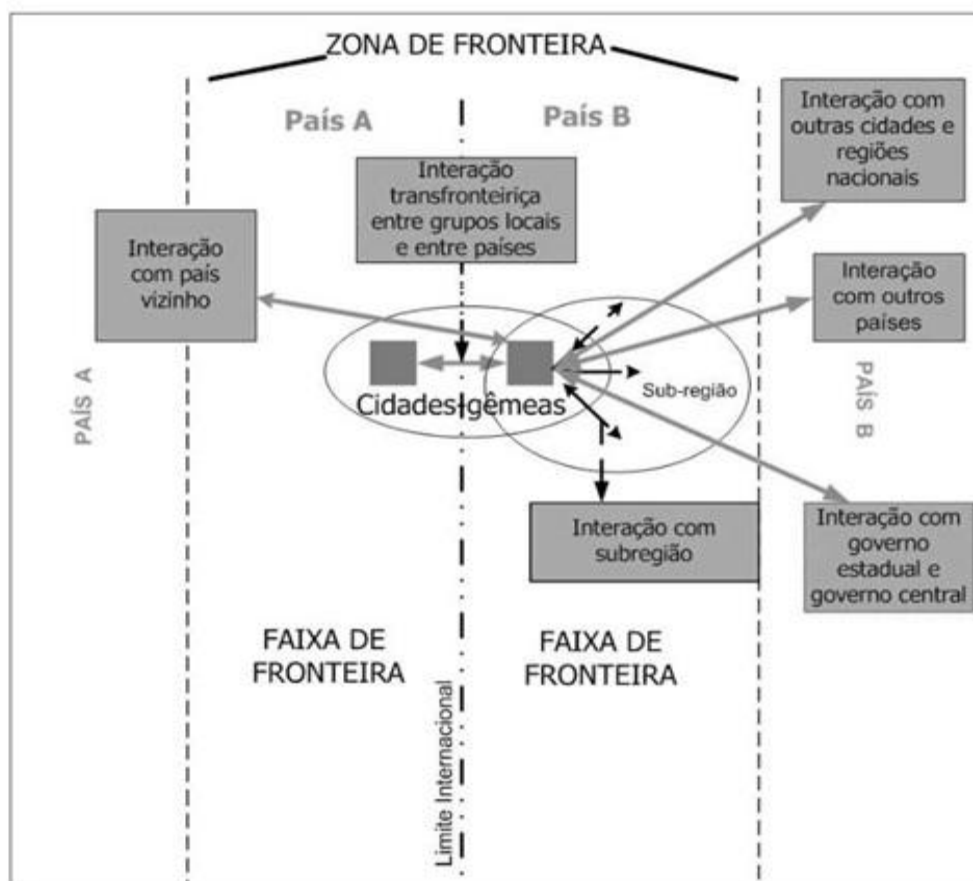 ZONA DE FRONTEIRA
País A
País B
Interação com
outras cidades e
regiões
nacionais
Interação
transfronteiriça
entre grupos locais
e entre países
Interação
com país
vizinho
Interação
com outros
países
Cidades-gêmeas
Sub-região
PAÍS A
PAÍS B
Interação com
subregião
Interação com
governo
estadual e
governo central
FAIXA DE
FRONTEIRA
FAIXA DE
FRONTEIRA
Limite Internacional